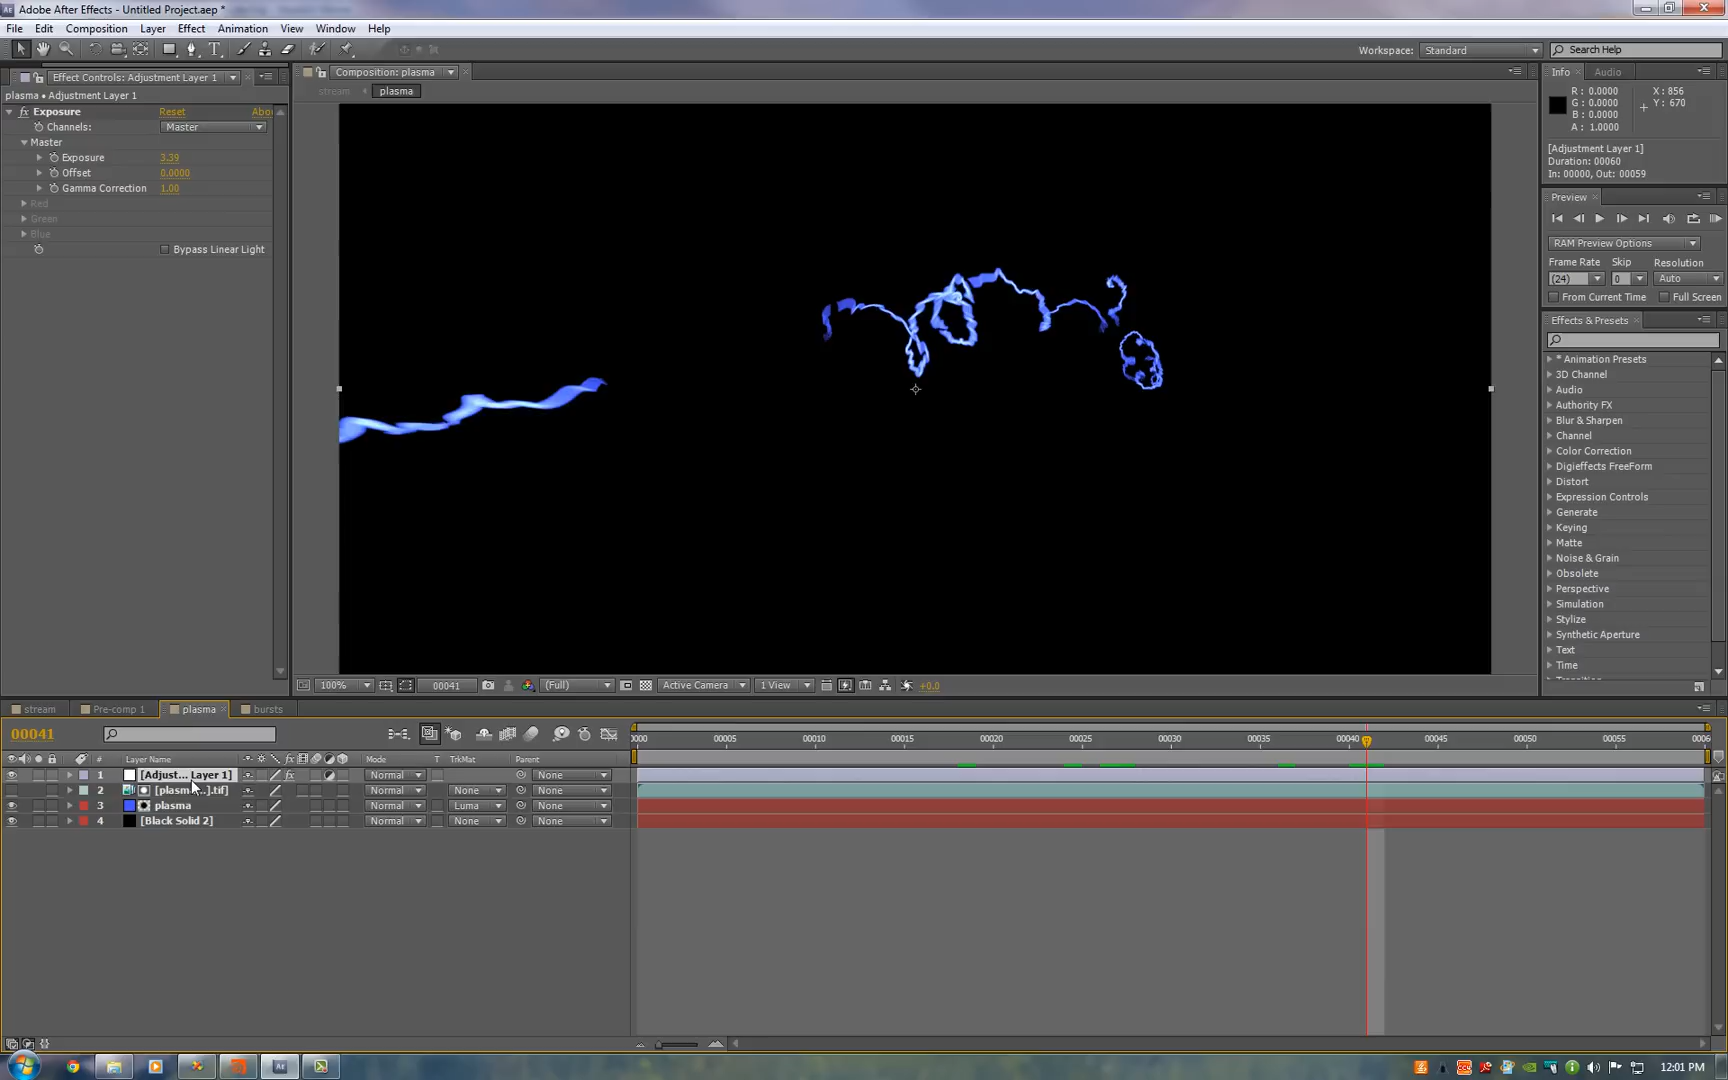 Adobe After Effects - Untitled Project.aep *
File Edit Composition Layer Effect Animation View Window Help
Workspace: Standard Search Help
Effect Controls: Adjustment Layer 1
plasma • Adjustment Layer 1
Exposure Reset Abo
Channels: Master
Master
Exposure 3.39
Offset 0.0000
Gamma Correction 1.00
Red
Green
Blue
Bypass Linear Light
Composition: plasma
stream plasma
100% 00041 (Full) Active Camera 1 View +0.0
Info Audio
R : 0.0000 X : 856
G : 0.0000 Y : 670
B : 0.0000
A : 1.0000
[Adjustment Layer 1]
Duration: 00060
In: 00000, Out: 00059
Preview
RAM Preview Options
Frame Rate Skip Resolution
(24) 0 Auto
From Current Time Full Screen
Effects & Presets
* Animation Presets
3D Channel
Audio
Authority FX
Blur & Sharpen
Channel
Color Correction
Digieffects FreeForm
Distort
Expression Controls
Generate
Keying
Matte
Noise & Grain
Obsolete
Perspective
Simulation
Stylize
Synthetic Aperture
Text
Time
stream Pre-comp 1 plasma bursts
00041
0000 00005 00010 00015 00020 00025 00030 00035 00040 00045 00050 00055 0006
# Layer Name fx Mode T TrkMat Parent
1 [Adjust... Layer 1] fx Normal None
2 [plasm...].tif Normal None None
3 plasma Normal Luma None
4 [Black Solid 2] Normal None None
12:01 PM